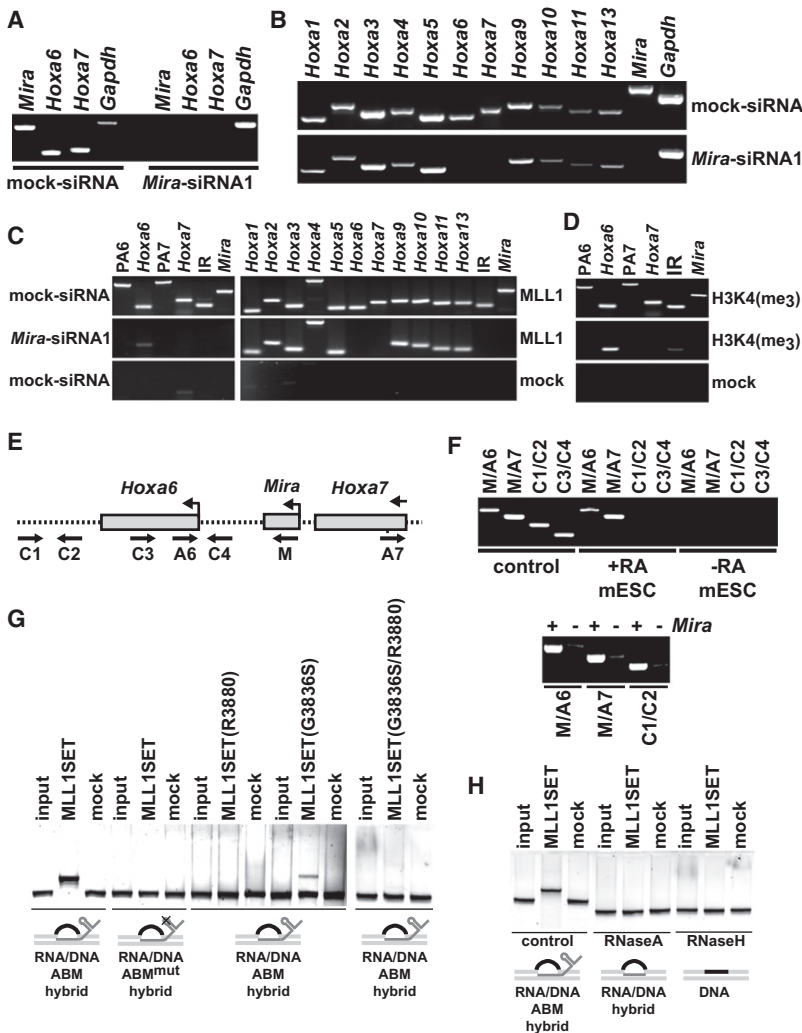 A
Mira Hoxa6 Hoxa7 Gapdh Mira Hoxa6 Hoxa7 Gapdh
mock-siRNA Mira-siRNA1
B
Hoxa1 Hoxa2 Hoxa3 Hoxa4 Hoxa5 Hoxa6 Hoxa7 Hoxa9 Hoxa10 Hoxa11 Hoxa13 Mira Gapdh
mock-siRNA
Mira-siRNA1
C
PA6 Hoxa6 PA7 Hoxa7 IR Mira Hoxa1 Hoxa2 Hoxa3 Hoxa4 Hoxa5 Hoxa6 Hoxa7 Hoxa9 Hoxa10 Hoxa11 Hoxa13 IR Mira
mock-siRNA MLL1
Mira-siRNA1 MLL1
mock-siRNA mock
D
PA6 Hoxa6 PA7 Hoxa7 IR Mira
H3K4(me3)
H3K4(me3)
mock
E
Hoxa6 Mira Hoxa7
C1 C2 C3 A6 C4 M A7
F
M/A6 M/A7 C1/C2 C3/C4 M/A6 M/A7 C1/C2 C3/C4 M/A6 M/A7 C1/C2 C3/C4
control +RA -RA
mESC mESC
+ - + - + - Mira
M/A6 M/A7 C1/C2
G
input MLL1SET mock input MLL1SET mock input MLL1SET(R3880) mock input MLL1SET(G3836S) mock input MLL1SET(G3836S/R3880) mock
RNA/DNA RNA/DNA RNA/DNA RNA/DNA
ABM ABMmut ABM ABM
hybrid hybrid hybrid hybrid
H
input MLL1SET mock input MLL1SET mock input MLL1SET mock
control RNaseA RNaseH
RNA/DNA RNA/DNA DNA
ABM hybrid
hybrid